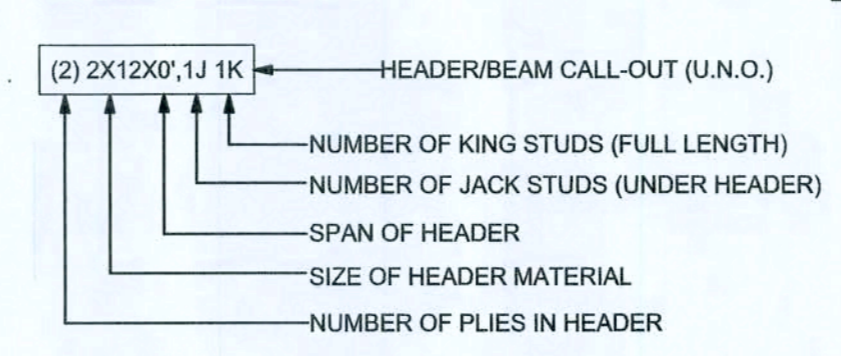 (2) 2X12X0',1J 1K HEADER/BEAM CALL-OUT (U.N.O.)
NUMBER OF KING STUDS (FULL LENGTH)
NUMBER OF JACK STUDS (UNDER HEADER)
SPAN OF HEADER
SIZE OF HEADER MATERIAL
NUMBER OF PLIES IN HEADER